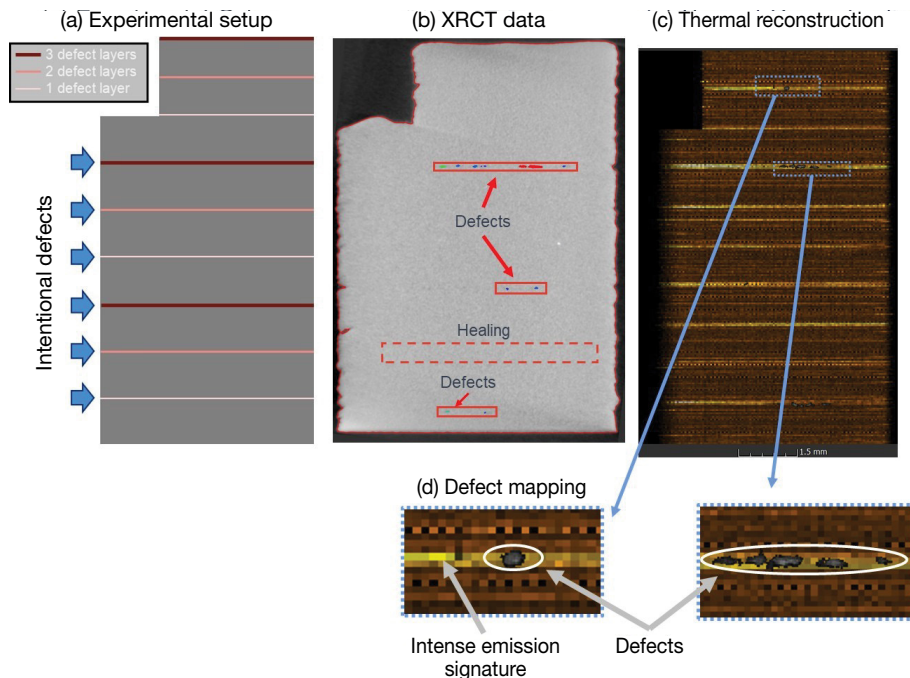 (a) Experimental setup
(b) XRCT data
(c) Thermal reconstruction
3 defect layers
2 defect layers
1 defect layer
Intentional defects
Defects
Healing
Defects
1.5 mm
(d) Defect mapping
Intense emission
signature
Defects